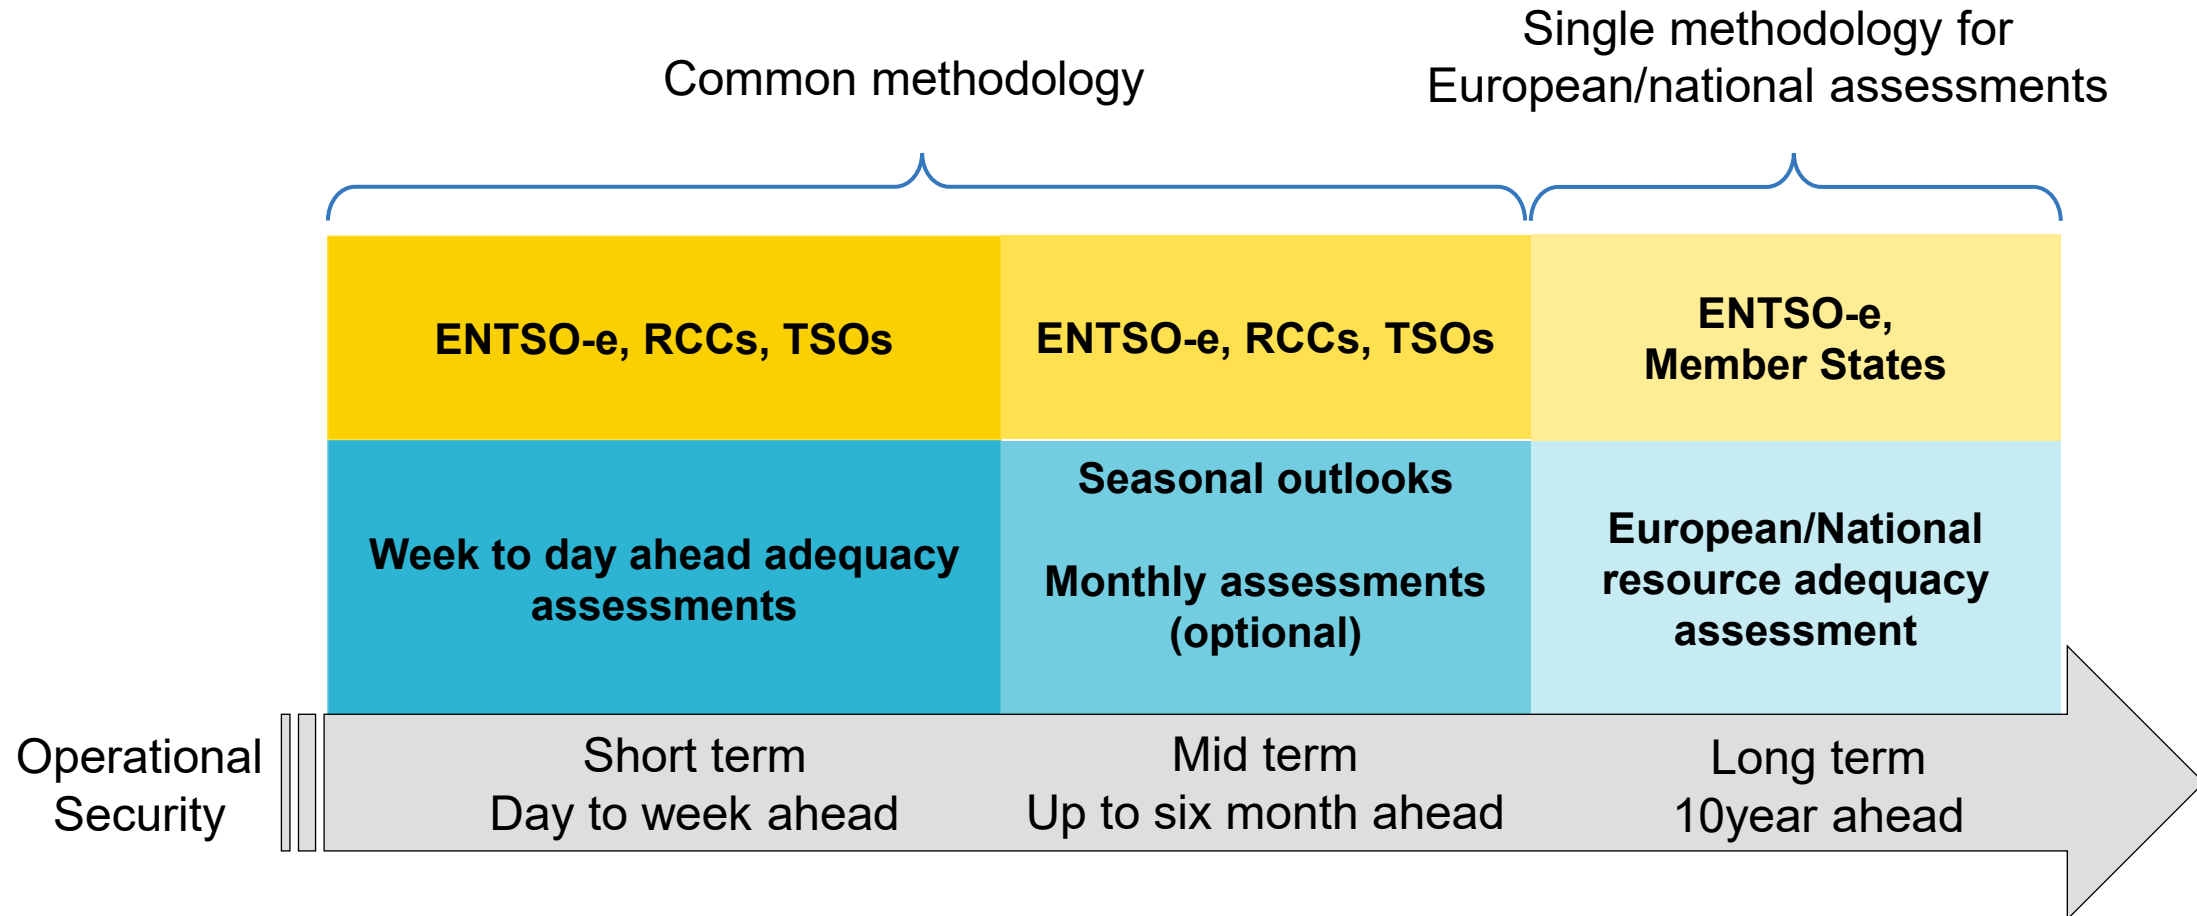 Common methodology
Single methodology for
European/national assessments
ENTSO-e, RCCs, TSOs
ENTSO-e, RCCs, TSOs
ENTSO-e,
Member States
Week to day ahead adequacy
assessments
Seasonal outlooks
Monthly assessments
(optional)
European/National
resource adequacy
assessment
Operational
Security
Short term
Day to week ahead
Mid term
Up to six month ahead
Long term
10year ahead